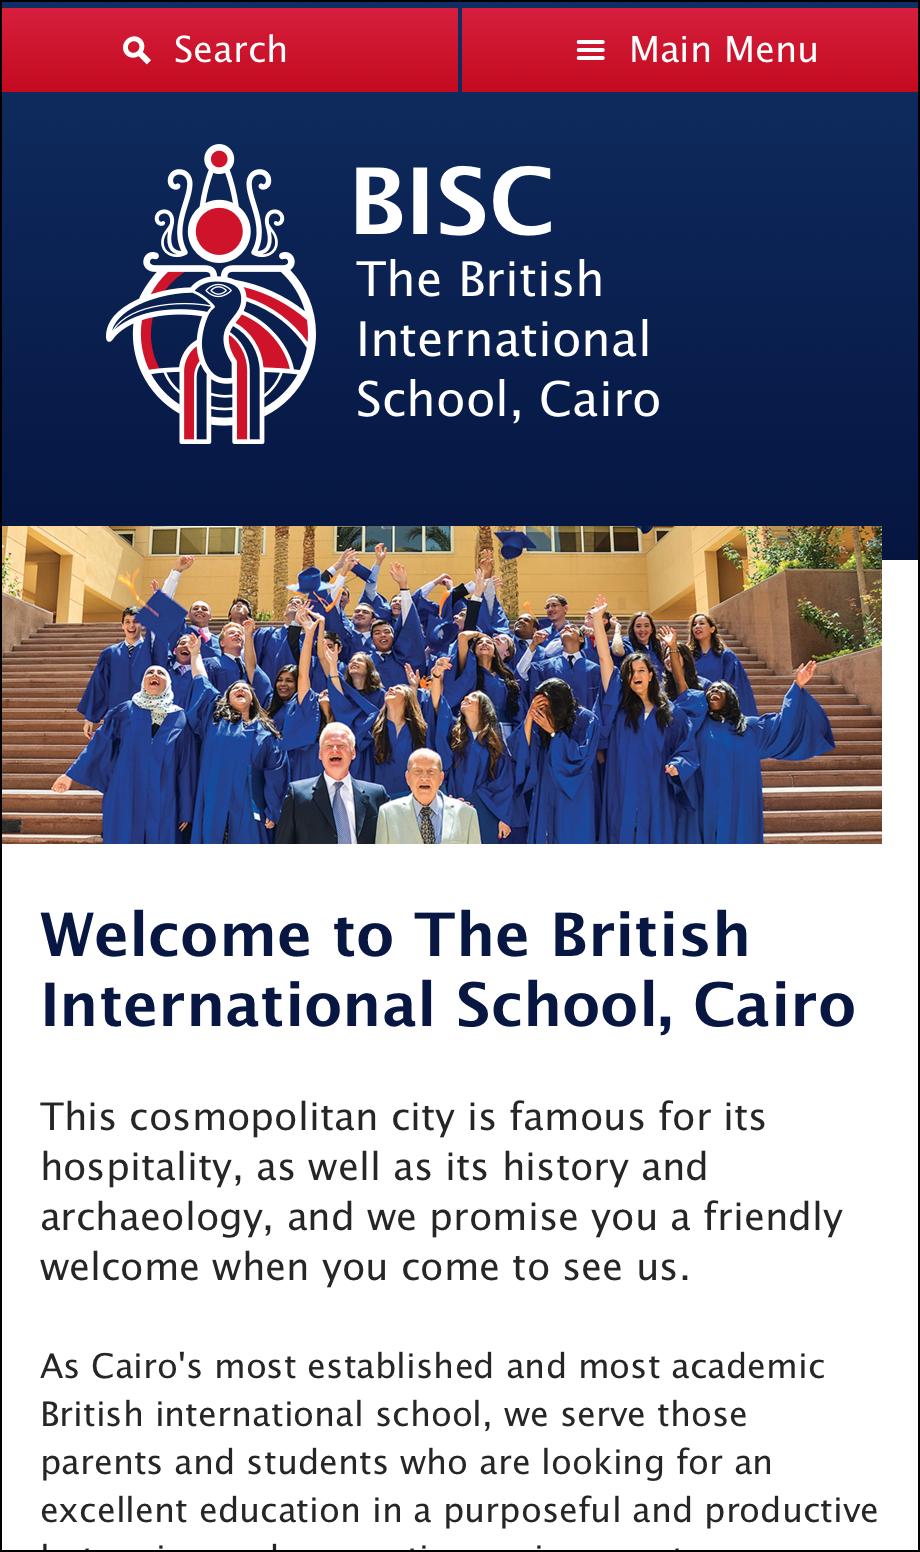 Search
Main Menu
BISC
The British
International
School, Cairo
Welcome to The British
International School, Cairo
This cosmopolitan city is famous for its
hospitality, as well as its history and
archaeology, and we promise you a friendly
welcome when you come to see us.
As Cairo's most established and most academic
British international school, we serve those
parents and students who are looking for an
excellent education in a purposeful and productive